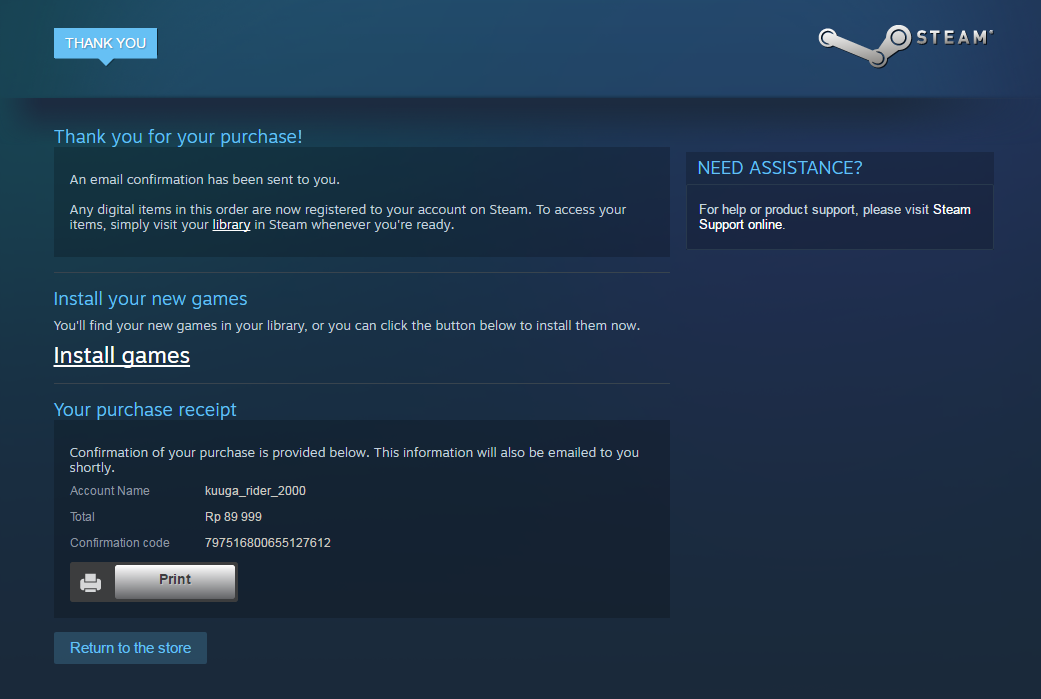 THANK YOU
STEAM
Thank you for your purchase!
An email confirmation has been sent to you.
Any digital items in this order are now registered to your account on Steam. To access your
items, simply visit your library in Steam whenever you're ready.
NEED ASSISTANCE?
For help or product support, please visit Steam
Support online.
Install your new games
You'll find your new games in your library, or you can click the button below to install them now.
Install games
Your purchase receipt
Confirmation of your purchase is provided below. This information will also be emailed to you
shortly.
Account Name kuuga_rider_2000
Total Rp 89 999
Confirmation code 797516800655127612
Print
Return to the store